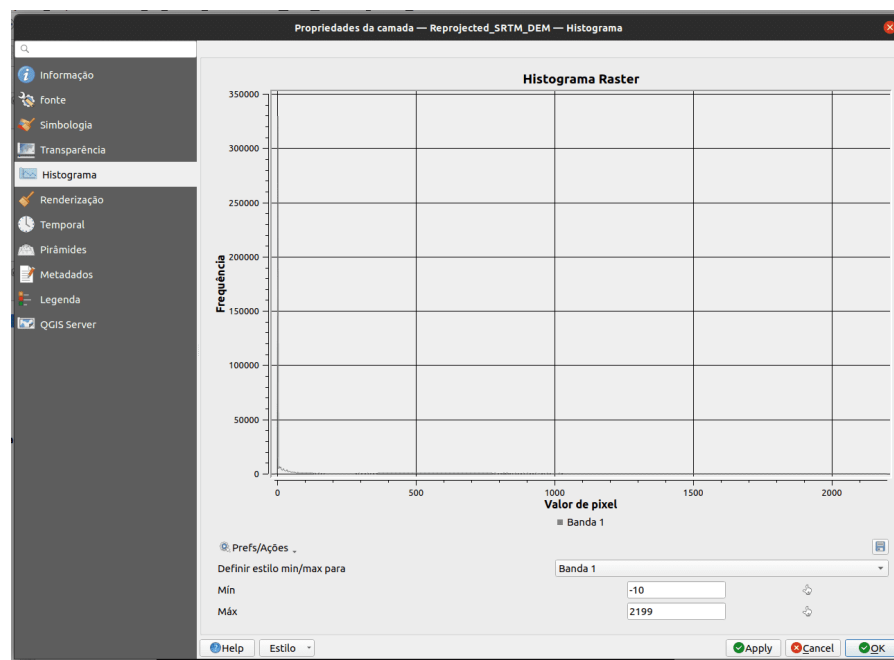 Propriedades da camada — Reprojected_SRTM_DEM — Histograma
Informação
fonte
Simbologia
Transparência
Histograma
Renderização
Temporal
Pirâmides
Metadados
Legenda
QGIS Server
Histograma Raster
350000
300000
250000
200000
150000
100000
50000
0
Frequência
0 500 1000 1500 2000
Valor de pixel
Banda 1
Prefs/Ações
Definir estilo min/max para Banda 1
Mín -10
Máx 2199
Help Estilo Apply Cancel OK